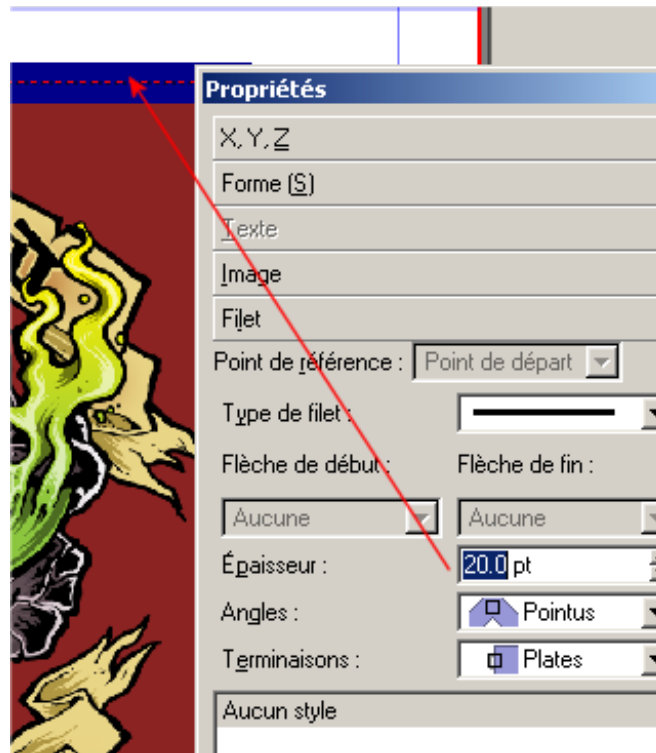 Propriétés
X, Y, Z
Forme (S)
Texte
Image
Filet
Point de référence : Point de départ
Type de filet :
Flèche de début : Flèche de fin :
Aucune Aucune
Épaisseur : 20.0 pt
Angles : Pointus
Terminaisons : Plates
Aucun style